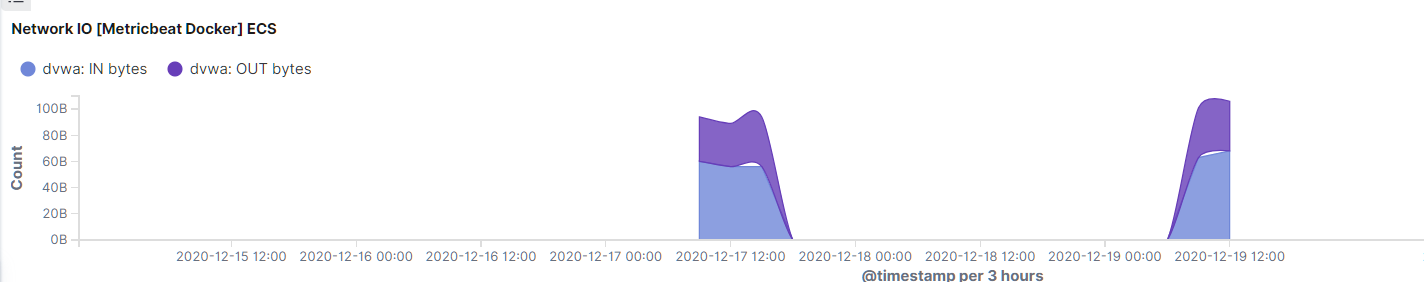 Network IO [Metricbeat Docker] ECS
dvwa: IN bytes
dvwa: OUT bytes
100B
80B
60B
40B
20B
0B
Count
2020-12-15 12:00
2020-12-16 00:00
2020-12-16 12:00
2020-12-17 00:00
2020-12-17 12:00
2020-12-18 00:00
2020-12-18 12:00
2020-12-19 00:00
2020-12-19 12:00
@timestamp per 3 hours